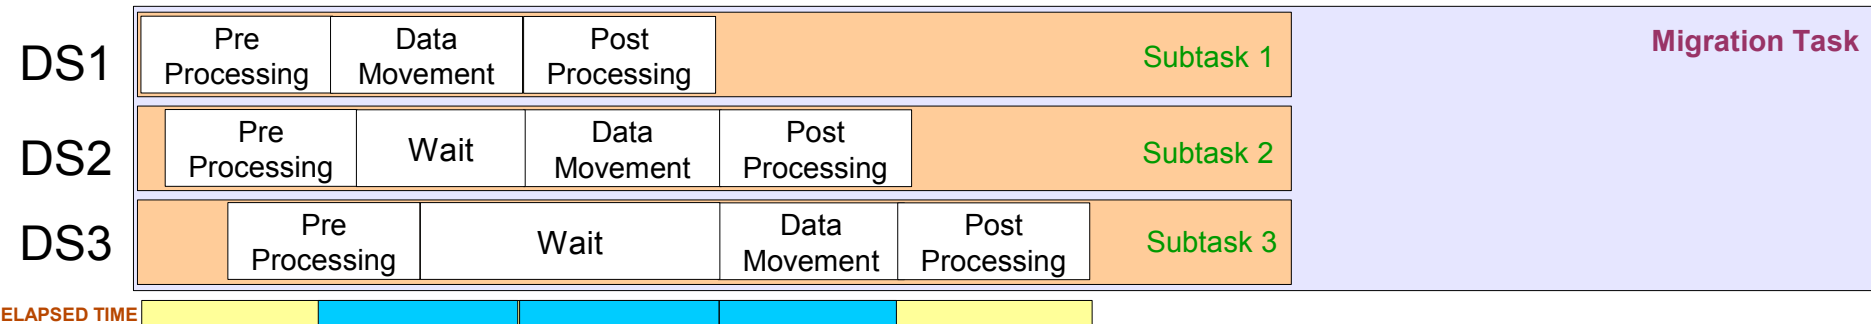 DS1
Pre
Processing
Data
Movement
Post
Processing
Subtask 1
Migration Task
DS2
Pre
Processing
Wait
Data
Movement
Post
Processing
Subtask 2
DS3
Pre
Processing
Wait
Data
Movement
Post
Processing
Subtask 3
ELAPSED TIME